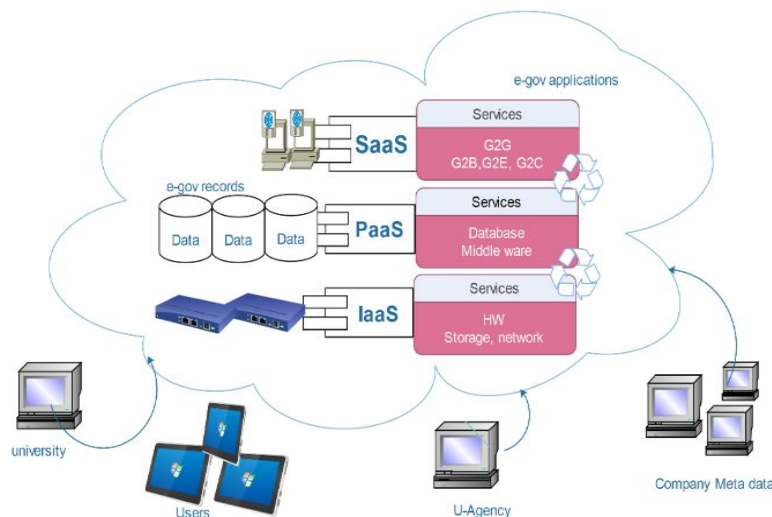 e-gov applications
Services
SaaS
G2G
G2B,G2E, G2C
e-gov records
Services
Data
Data
Data
PaaS
Database
Middle ware
Services
IaaS
HW
Storage, network
university
Users
U-Agency
Company Meta data